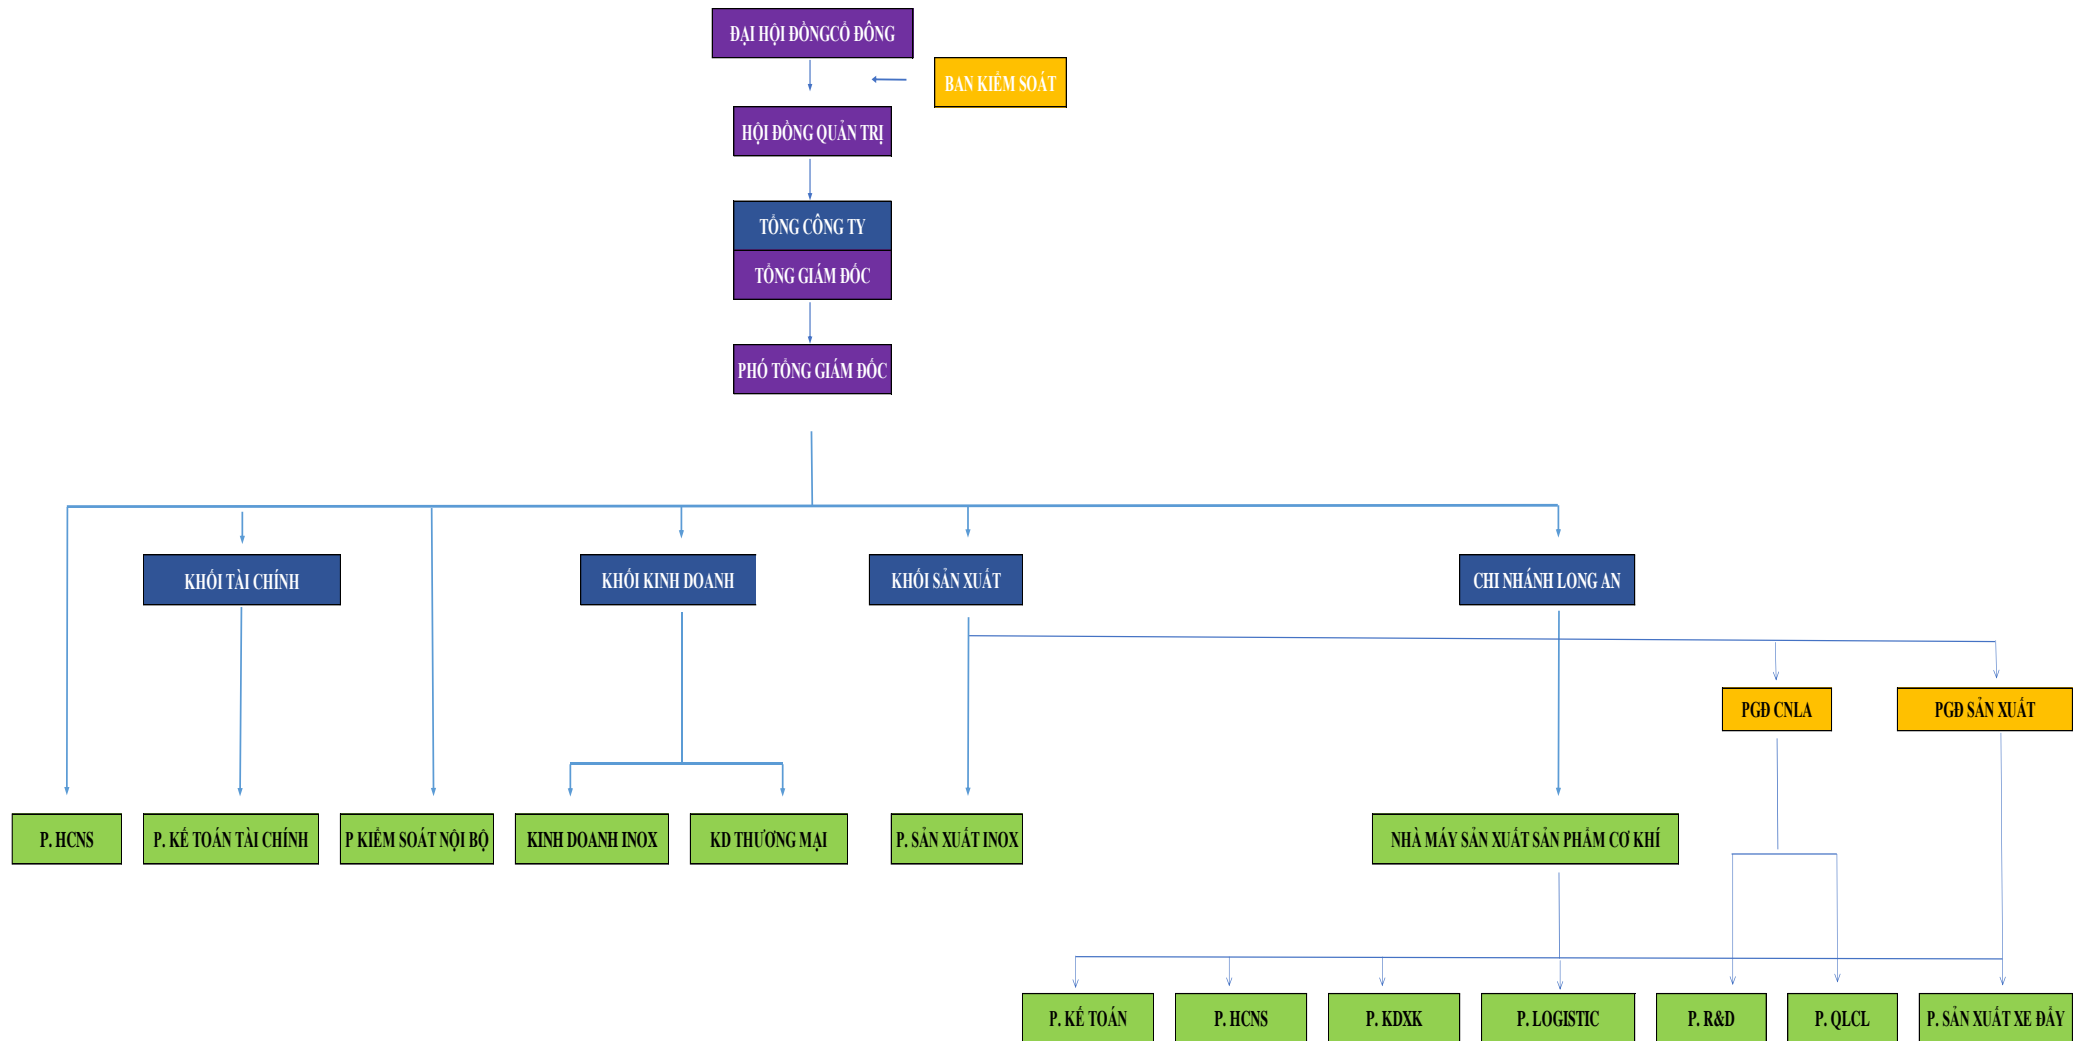 ĐẠI HỘI ĐỒNGCỔ ĐÔNG
BAN KIỂM SOÁT
HỘI ĐỒNG QUẢN TRỊ
TỔNG CÔNG TY
TỔNG GIÁM ĐỐC
PHÓ TỔNG GIÁM ĐỐC
KHỐI TÀI CHÍNH
KHỐI KINH DOANH
KHỐI SẢN XUẤT
CHI NHÁNH LONG AN
PGĐ CNLA
PGĐ SẢN XUẤT
P. HCNS
P. KẾ TOÁN TÀI CHÍNH
P KIỂM SOÁT NỘI BỘ
KINH DOANH INOX
KD THƯƠNG MẠI
P. SẢN XUẤT INOX
NHÀ MÁY SẢN XUẤT SẢN PHẨM CƠ KHÍ
P. KẾ TOÁN
P. HCNS
P. KDXK
P. LOGISTIC
P. R&D
P. QLCL
P. SẢN XUẤT XE ĐẨY